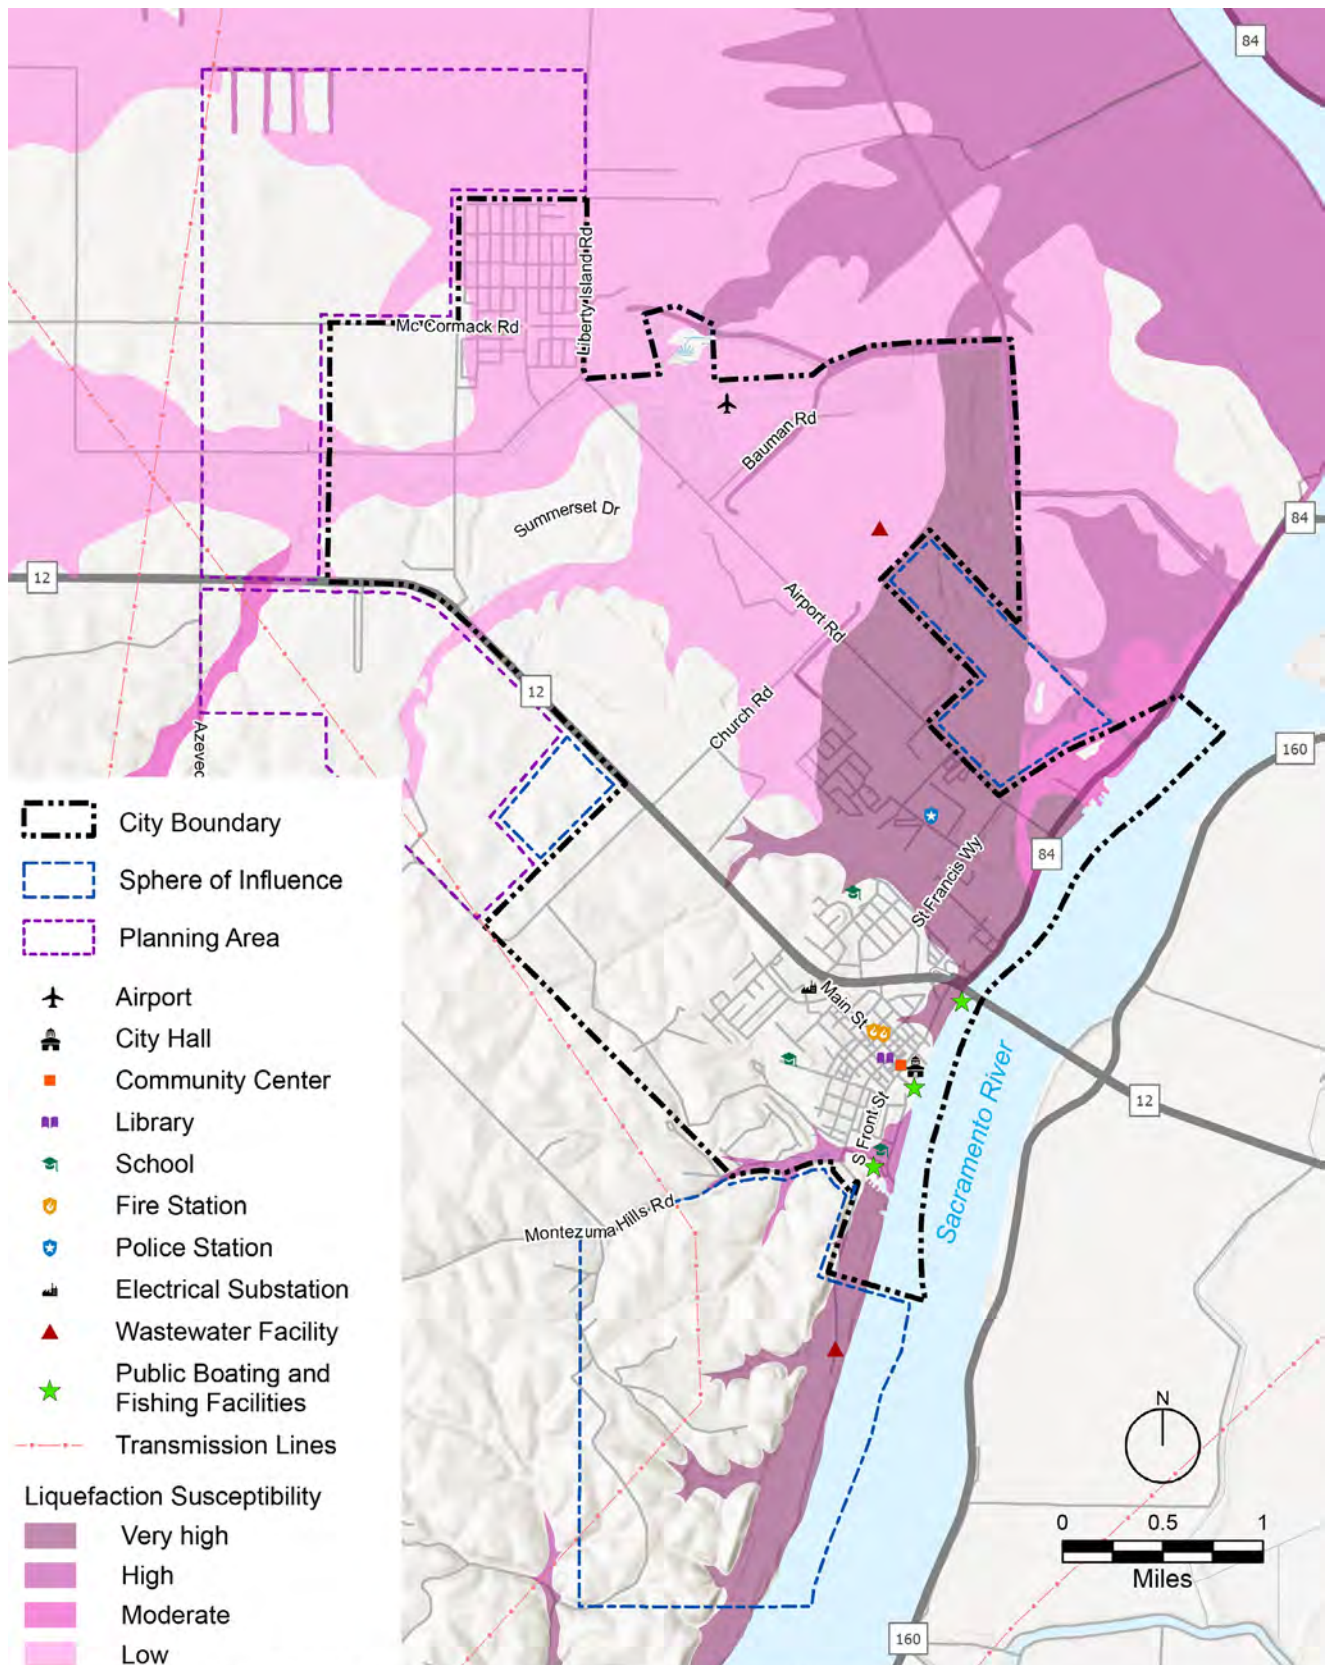 84
Mc Cormack Rd
Liberty Island Rd
Bauman Rd
Summerset Dr
84
12
Airport Rd
12
Church Rd
Azevec
160
84
St Francis Wy
Main St
Sacramento River
12
S Front St
Montezuma Hills Rd
City Boundary
Sphere of Influence
Planning Area
Airport
City Hall
Community Center
Library
School
Fire Station
Police Station
Electrical Substation
Wastewater Facility
Public Boating and
Fishing Facilities
Transmission Lines
Liquefaction Susceptibility
Very high
High
Moderate
Low
N
0 0.5 1
Miles
160